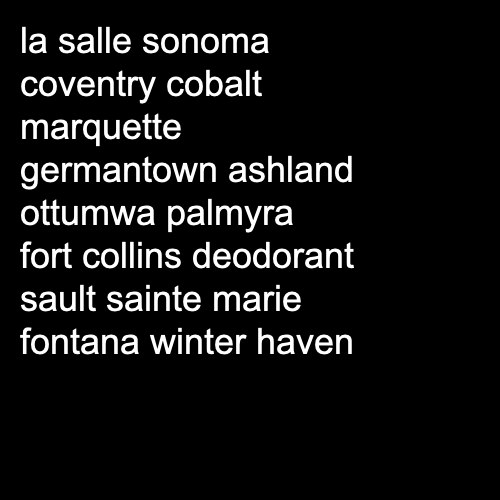 la salle sonoma
coventry cobalt
marquette
germantown ashland
ottumwa palmyra
fort collins deodorant
sault sainte marie
fontana winter haven